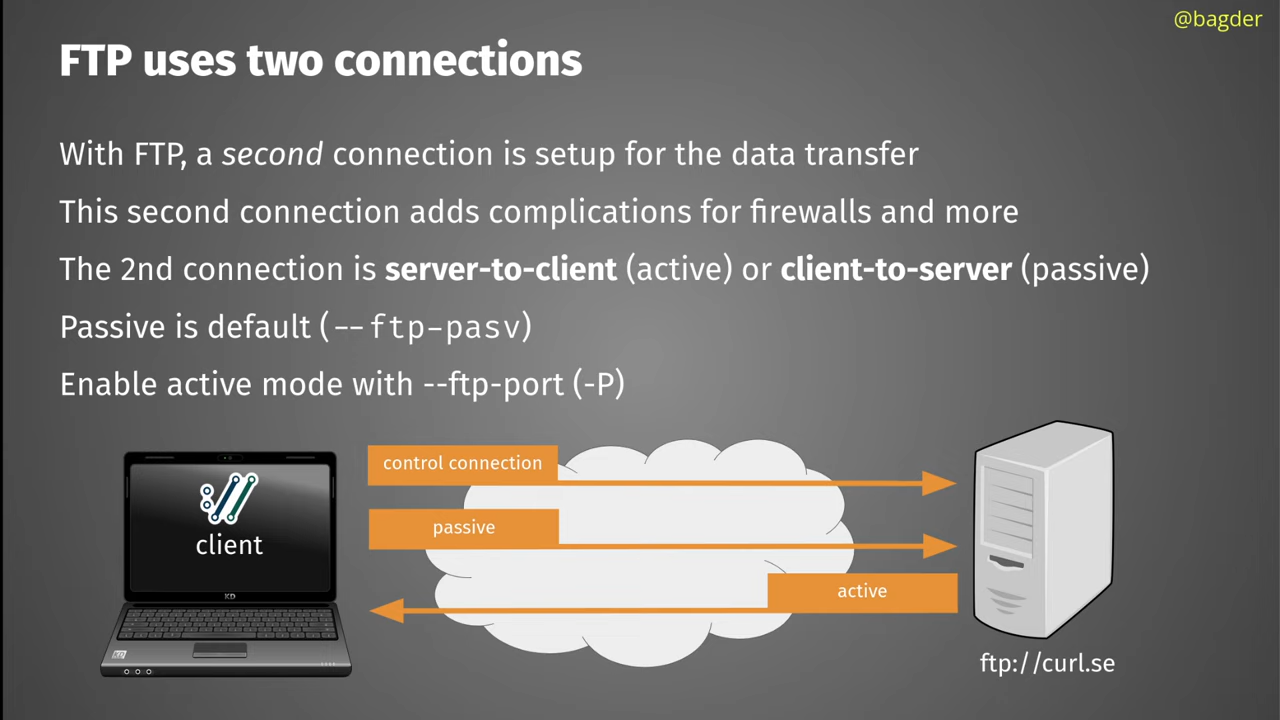 @bagder
FTP uses two connections
With FTP, a second connection is setup for the data transfer
This second connection adds complications for firewalls and more
The 2nd connection is server-to-client (active) or client-to-server (passive)
Passive is default (--ftp-pasv)
Enable active mode with --ftp-port (-P)
control connection
client
passive
active
KD
ftp://curl.se